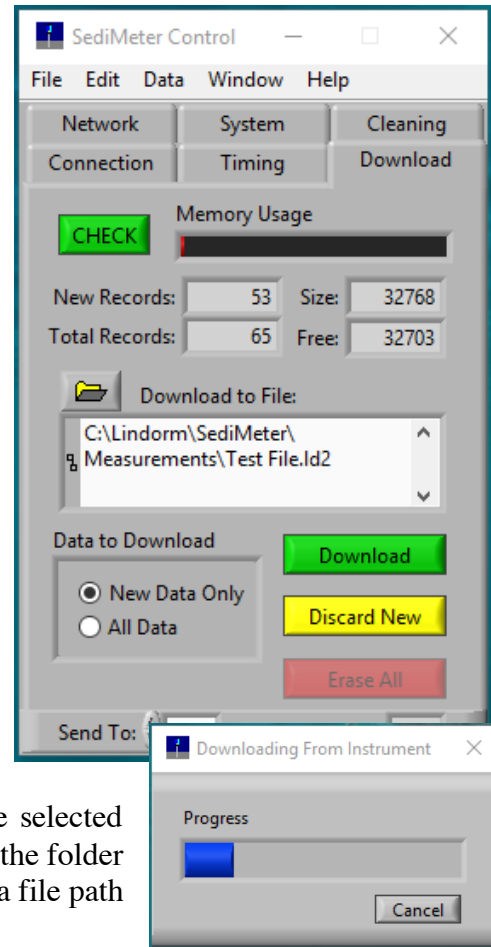 SediMeter Control
File Edit Data Window Help
Network System Cleaning
Connection Timing Download
Memory Usage
CHECK
New Records: 53 Size: 32768
Total Records: 65 Free: 32703
Download to File:
C:\Lindorm\SediMeter\
Measurements\Test File.ld2
Data to Download
Download
New Data Only
Discard New
All Data
Erase All
Send To:
Downloading From Instrument
Progress
Cancel
e selected
the folder
a file path